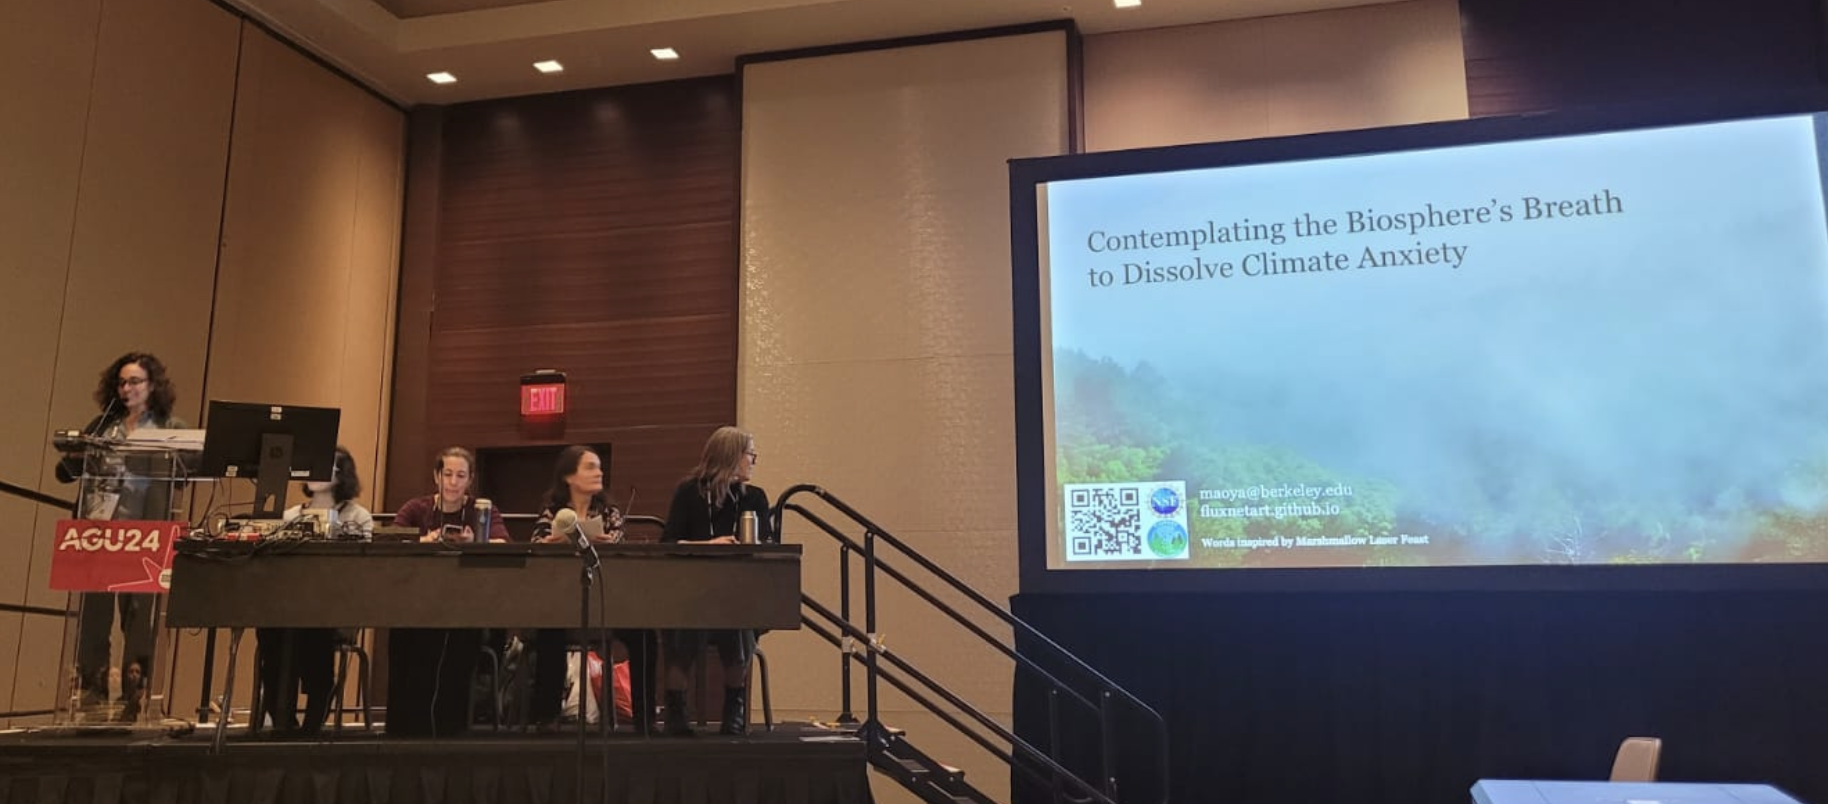 EXIT
AGU24
Contemplating the Biosphere's Breath
to Dissolve Climate Anxiety
NSF
maoya@berkeley.edu
fluxnetart.github.io
Words inspired by Marshmallow Laser Feast